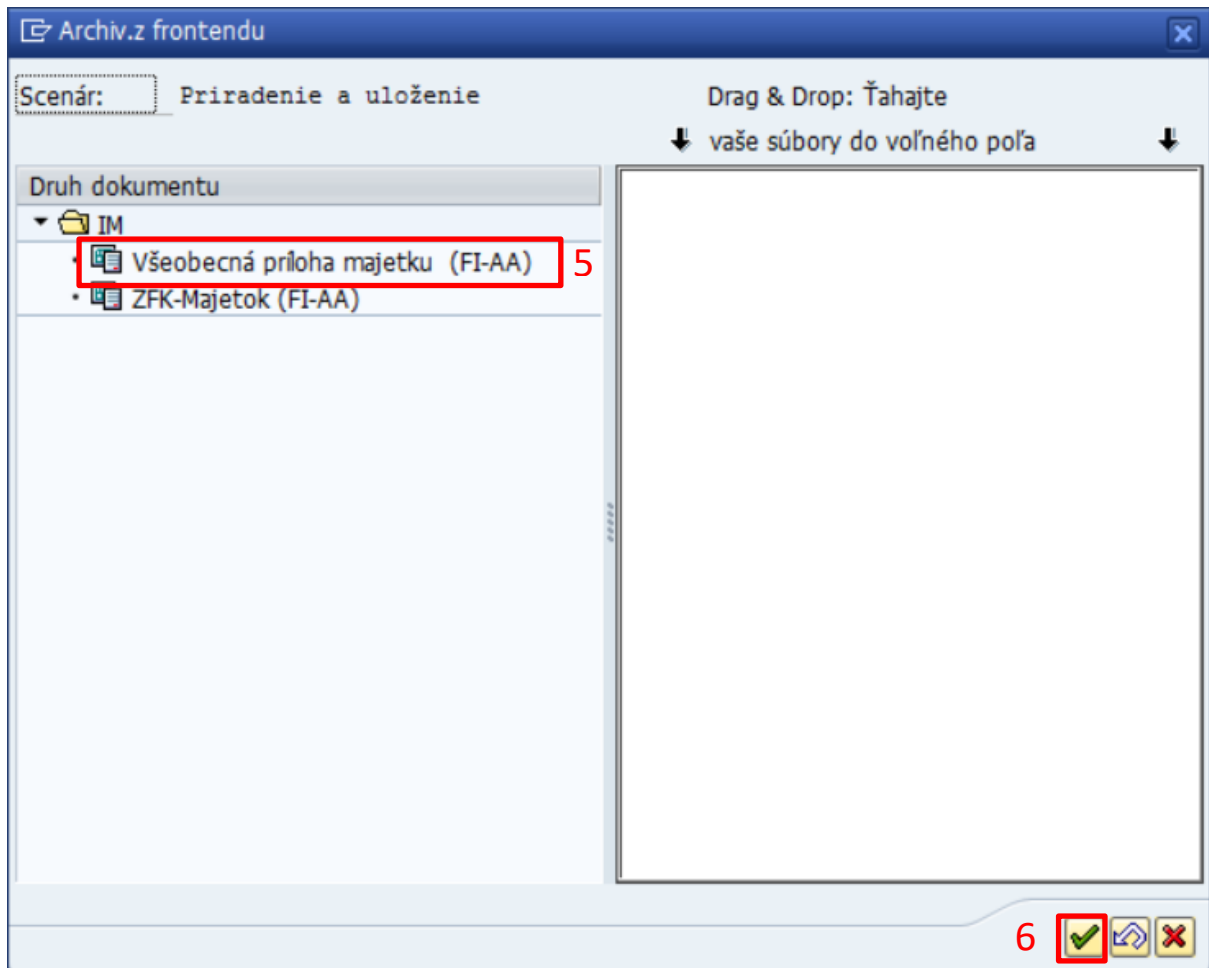 Archiv.z frontendu
Scenár: Priradenie a uloženie
Drag & Drop: Ťahajte
vaše súbory do voľného poľa
Druh dokumentu
IM
Všeobecná príloha majetku (FI-AA) 5
ZFK-Majetok (FI-AA)
6